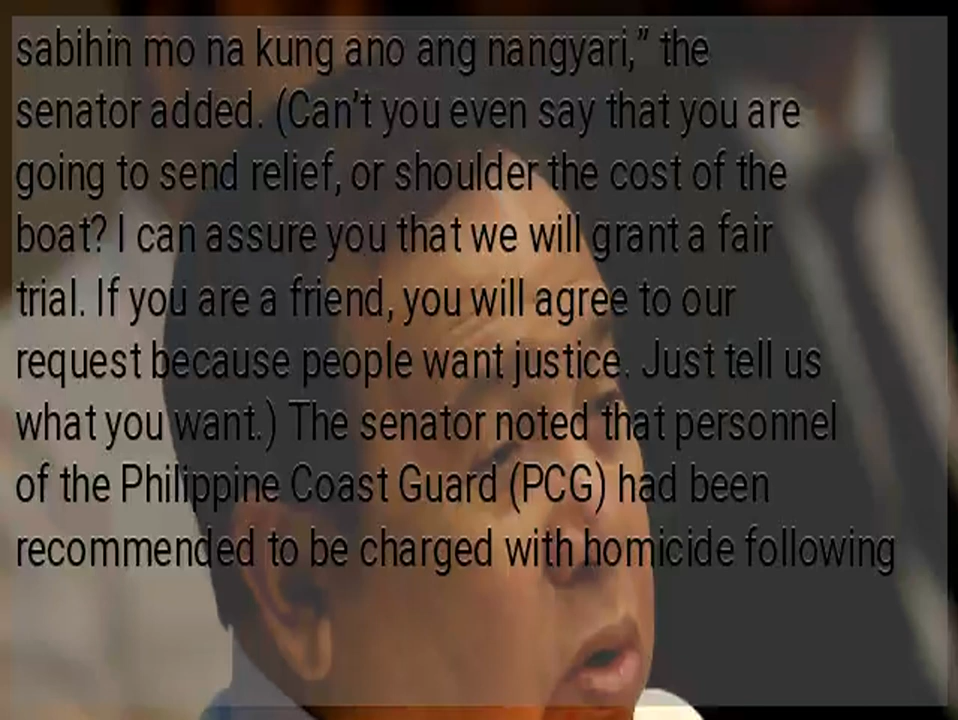 sabihin mo na kung ano ang nangyari,” the
senator added. (Can’t you even say that you are
going to send relief, or shoulder the cost of the
boat? I can assure you that we will grant a fair
trial. If you are a friend, you will agree to our
request because people want justice. Just tell us
what you want.) The senator noted that personnel
of the Philippine Coast Guard (PCG) had been
recommended to be charged with homicide following